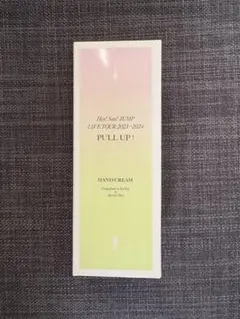 Hey! Say! JUMP
LIVE TOUR 2023-2024
PULL UP!
HAND CREAM